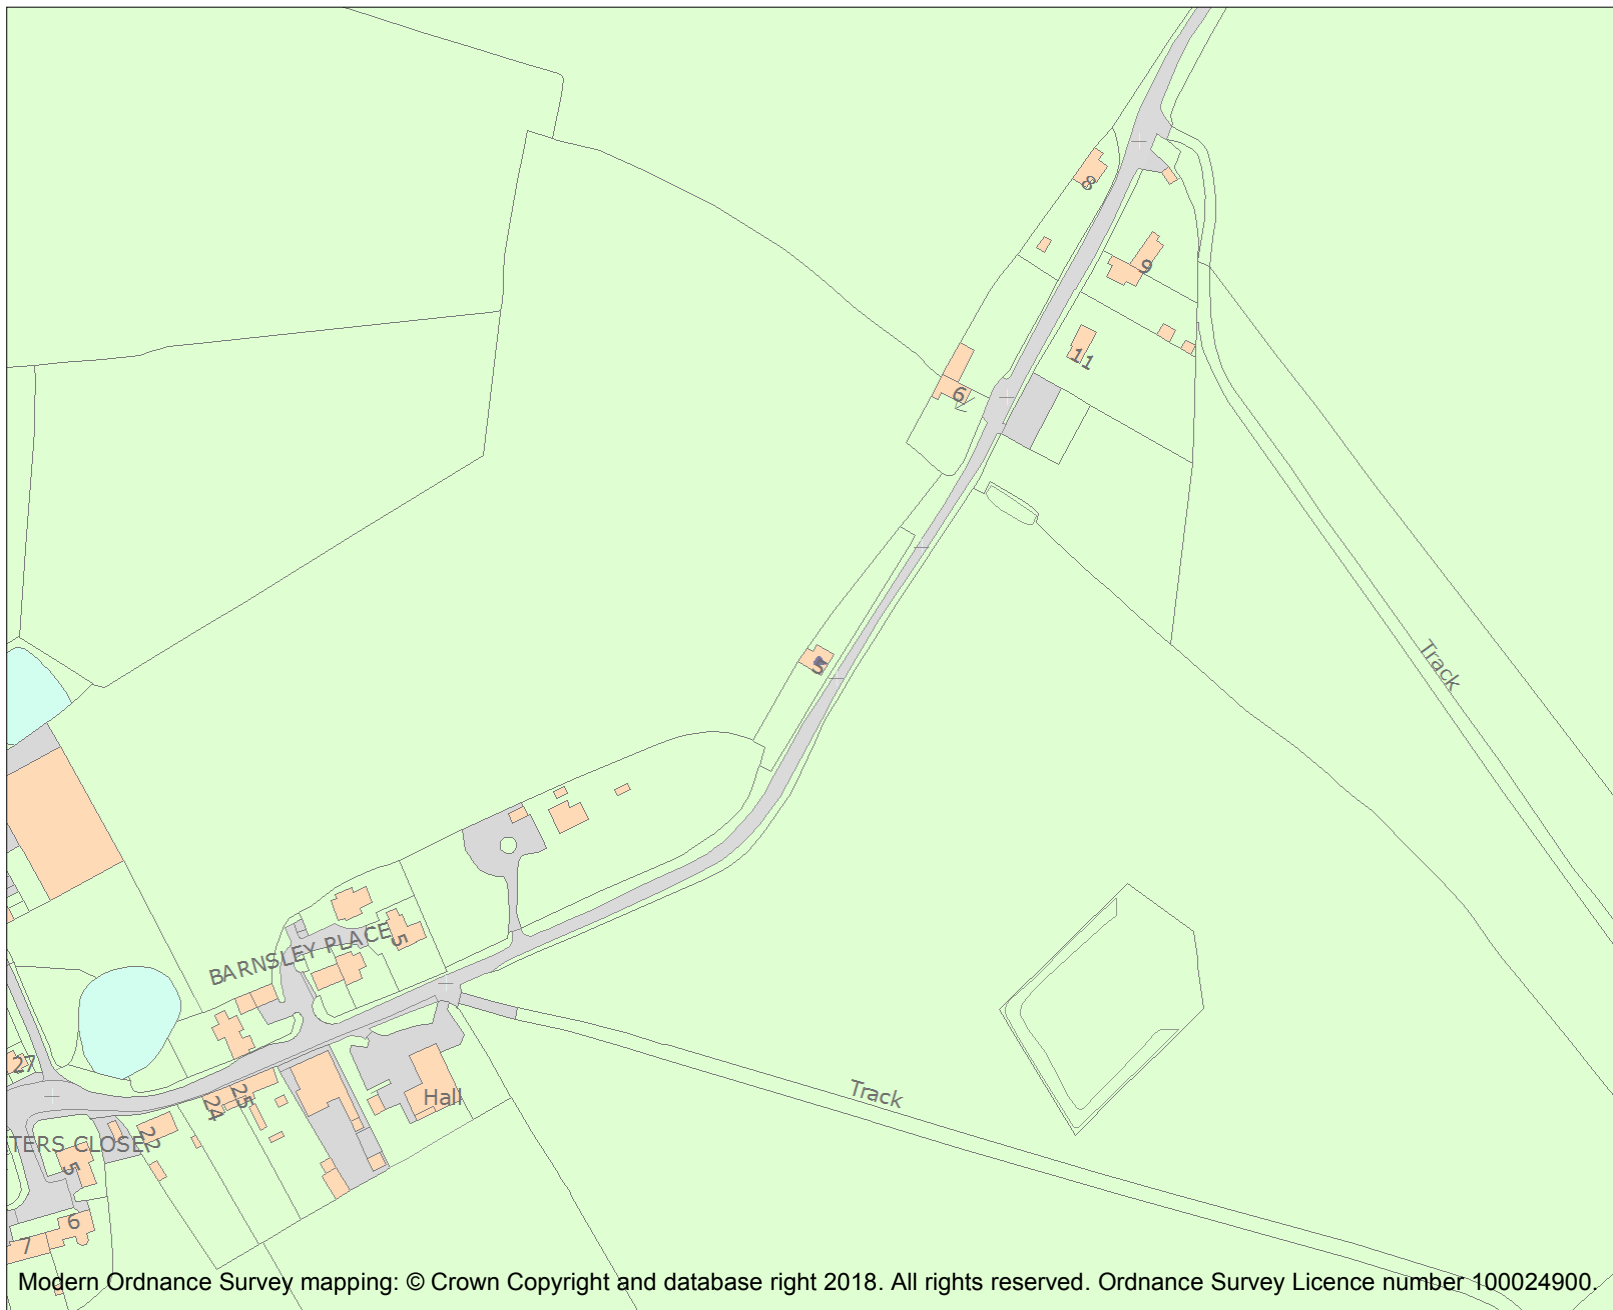 8
9
11
6
5
Track
BARNSLEY PLACE
5
27
Hall
Track
25
24
22
TERS CLOSE
5
6
7
Modern Ordnance Survey mapping: © Crown Copyright and database right 2018. All rights reserved. Ordnance Survey Licence number 100024900.